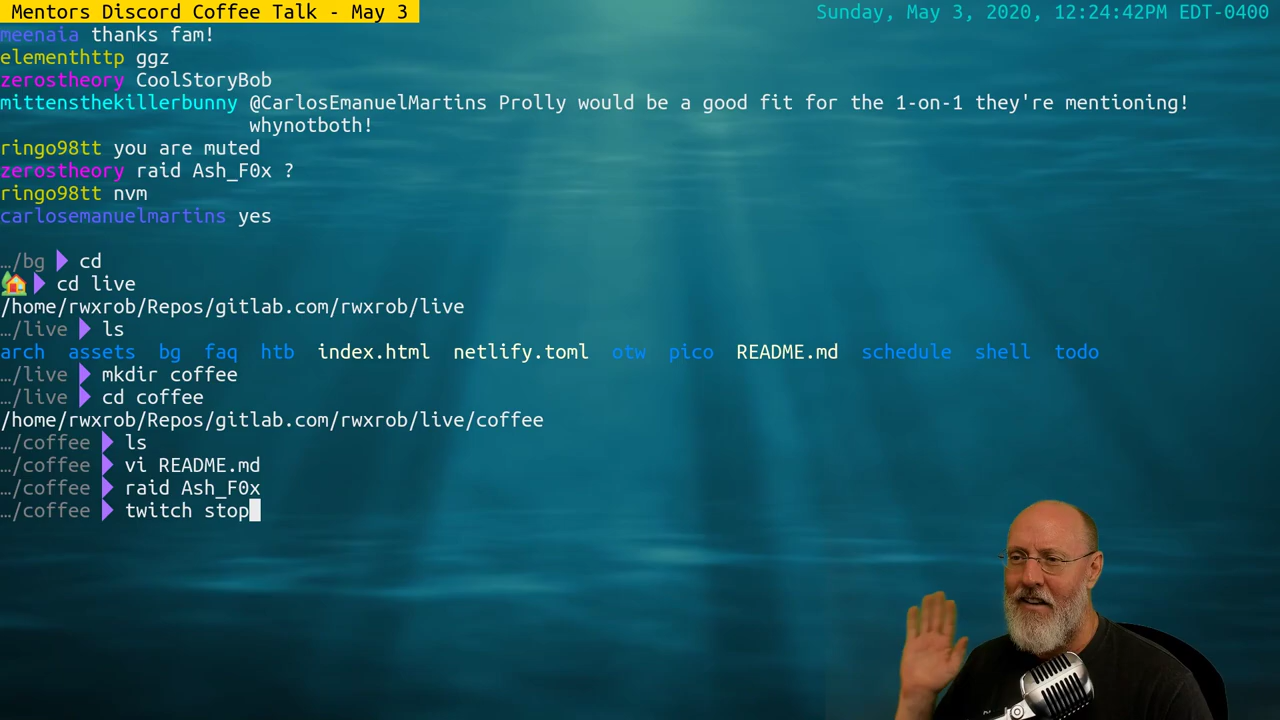 Mentors Discord Coffee Talk - May 3
Sunday, May 3, 2020, 12:24:42PM EDT-0400
meenaia thanks fam!
elementhttp ggz
zerostheory CoolStoryBob
mittensthekillerbunny @CarlosEmanuelMartins Prolly would be a good fit for the 1-on-1 they're mentioning!
whynotboth!
ringo98tt you are muted
zerostheory raid Ash_F0x ?
ringo98tt nvm
carlosemanuelmartins yes
…/bg cd
cd live
/home/rwxrob/Repos/gitlab.com/rwxrob/live
…/live ls
arch assets bg faq htb index.html netlify.toml otw pico README.md schedule shell todo
…/live mkdir coffee
…/live cd coffee
/home/rwxrob/Repos/gitlab.com/rwxrob/live/coffee
…/coffee ls
…/coffee vi README.md
…/coffee raid Ash_F0x
…/coffee twitch stop